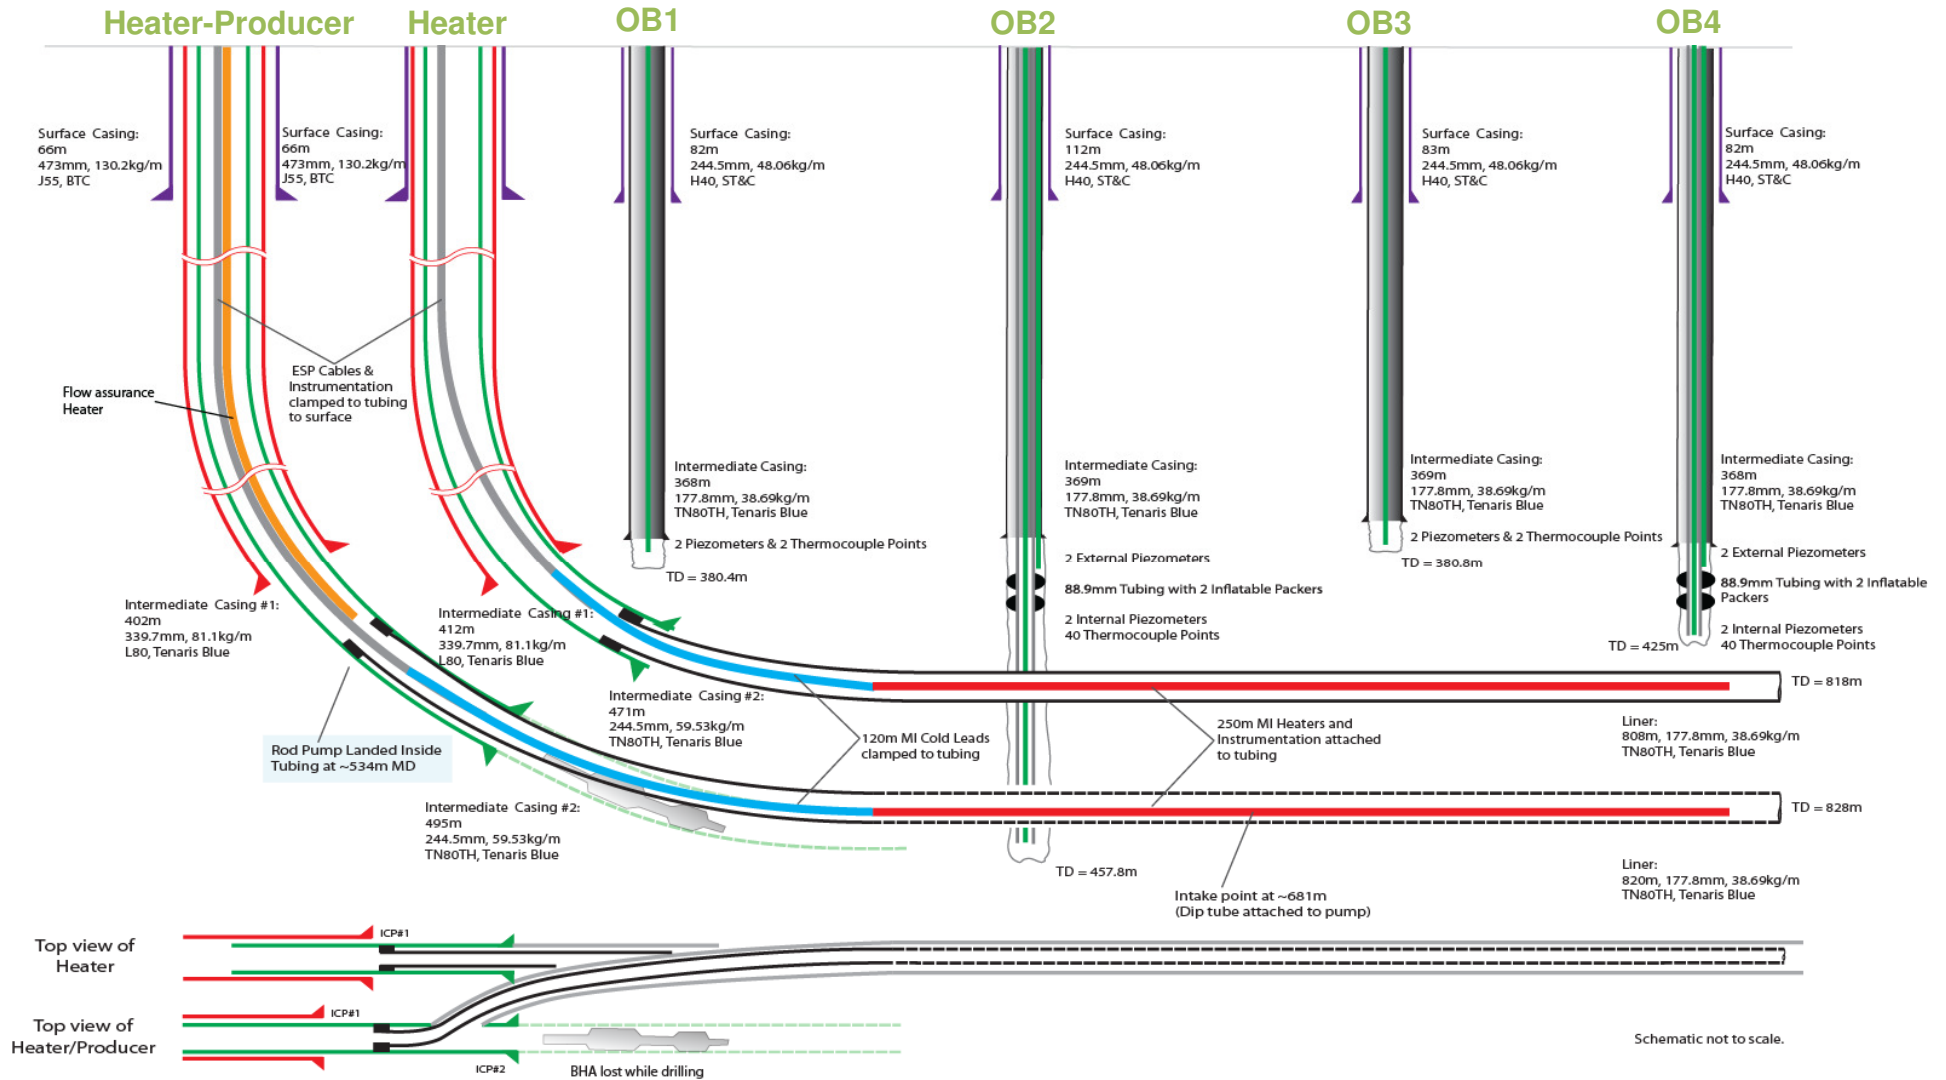 Heater-Producer
Heater
OB1
OB2
OB3
OB4
Surface Casing:
66m
473mm, 130.2kg/m
J55, BTC
Surface Casing:
66m
473mm, 130.2kg/m
J55, BTC
Surface Casing:
82m
244.5mm, 48.06kg/m
H40, ST&C
Surface Casing:
112m
244.5mm, 48.06kg/m
H40, ST&C
Surface Casing:
83m
244.5mm, 48.06kg/m
H40, ST&C
Surface Casing:
82m
244.5mm, 48.06kg/m
H40, ST&C
ESP Cables &
Instrumentation
clamped to tubing
to surface
Flow assurance
Heater
Intermediate Casing:
368m
177.8mm, 38.69kg/m
TN80TH, Tenaris Blue
2 Piezometers & 2 Thermocouple Points
TD = 380.4m
Intermediate Casing:
369m
177.8mm, 38.69kg/m
TN80TH, Tenaris Blue
2 External Piezometers
88.9mm Tubing with 2 Inflatable Packers
2 Internal Piezometers
40 Thermocouple Points
Intermediate Casing:
369m
177.8mm, 38.69kg/m
TN80TH, Tenaris Blue
2 Piezometers & 2 Thermocouple Points
TD = 380.8m
Intermediate Casing:
368m
177.8mm, 38.69kg/m
TN80TH, Tenaris Blue
2 External Piezometers
88.9mm Tubing with 2 Inflatable
Packers
2 Internal Piezometers
40 Thermocouple Points
TD = 425m
Intermediate Casing #1:
402m
339.7mm, 81.1kg/m
L80, Tenaris Blue
Intermediate Casing #1:
412m
339.7mm, 81.1kg/m
L80, Tenaris Blue
Intermediate Casing #2:
471m
244.5mm, 59.53kg/m
TN80TH, Tenaris Blue
TD = 818m
Liner:
808m, 177.8mm, 38.69kg/m
TN80TH, Tenaris Blue
120m MI Cold Leads
clamped to tubing
250m MI Heaters and
Instrumentation attached
to tubing
Rod Pump Landed Inside
Tubing at ~534m MD
Intermediate Casing #2:
495m
244.5mm, 59.53kg/m
TN80TH, Tenaris Blue
TD = 828m
TD = 457.8m
Intake point at ~681m
(Dip tube attached to pump)
Liner:
820m, 177.8mm, 38.69kg/m
TN80TH, Tenaris Blue
Top view of
Heater
ICP#1
Top view of
Heater/Producer
ICP#1
ICP#2
BHA lost while drilling
Schematic not to scale.